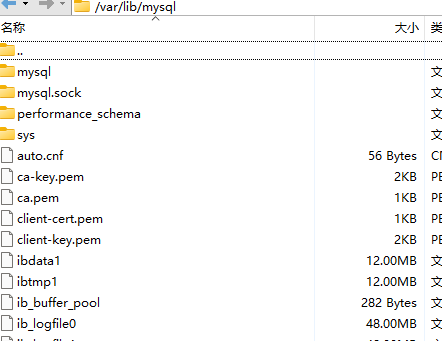 /var/lib/mysql
名称 大小 类
..
mysql 文
mysql.sock 文
performance_schema 文
sys 文
auto.cnf 56 Bytes CN
ca-key.pem 2KB PE
ca.pem 1KB PE
client-cert.pem 1KB PE
client-key.pem 2KB PE
ibdata1 12.00MB 文
ibtmp1 12.00MB 文
ib_buffer_pool 282 Bytes 文
ib_logfile0 48.00MB 文